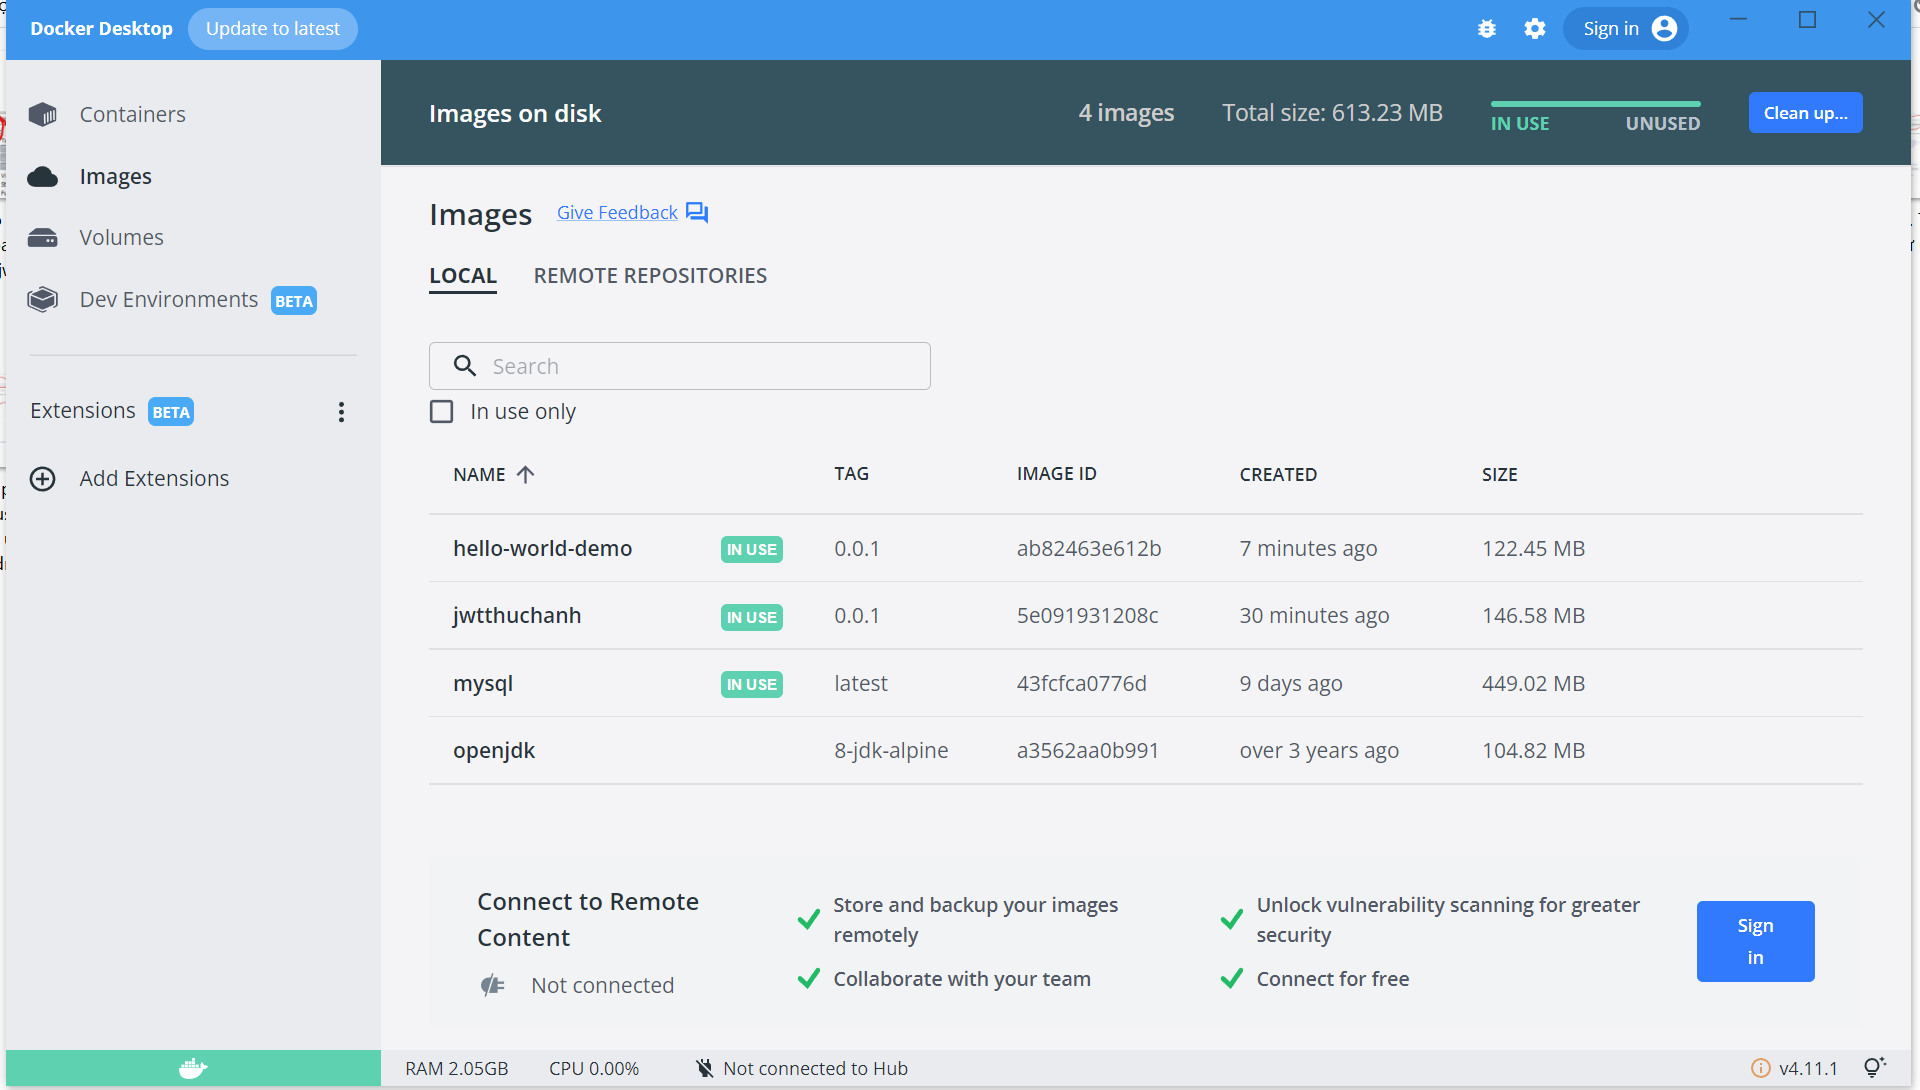 Docker Desktop Update to latest Sign in
Containers
Images
Volumes
Dev Environments BETA
Extensions BETA
Add Extensions
Images on disk 4 images Total size: 613.23 MB IN USE UNUSED Clean up...
Images Give Feedback
LOCAL REMOTE REPOSITORIES
Search
In use only
NAME TAG IMAGE ID CREATED SIZE
hello-world-demo IN USE 0.0.1 ab82463e612b 7 minutes ago 122.45 MB
jwtthuchanh IN USE 0.0.1 5e091931208c 30 minutes ago 146.58 MB
mysql IN USE latest 43fcfca0776d 9 days ago 449.02 MB
openjdk 8-jdk-alpine a3562aa0b991 over 3 years ago 104.82 MB
Connect to Remote
Content
Not connected
Store and backup your images
remotely
Collaborate with your team
Unlock vulnerability scanning for greater
security
Connect for free
Sign
in
RAM 2.05GB CPU 0.00% Not connected to Hub v4.11.1